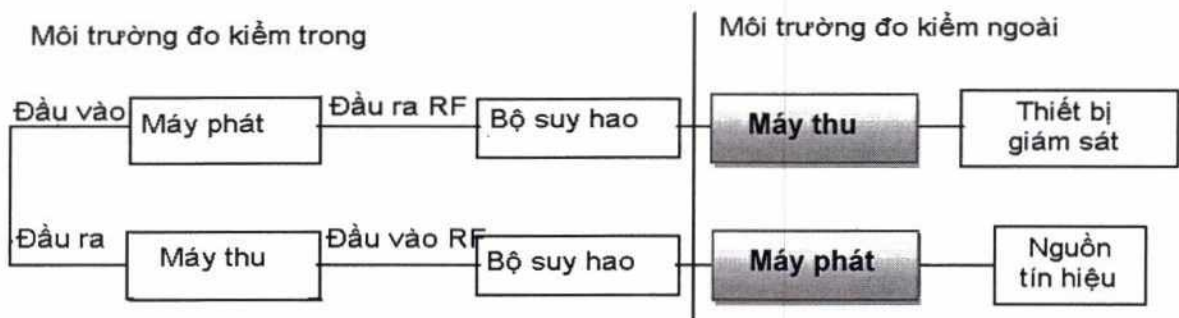 Môi trường đo kiểm trong
Môi trường đo kiểm ngoài
Đầu vào
Máy phát
Đầu ra RF
Bộ suy hao
Máy thu
Thiết bị
giám sát
Đầu ra
Máy thu
Đầu vào RF
Bộ suy hao
Máy phát
Nguồn
tín hiệu